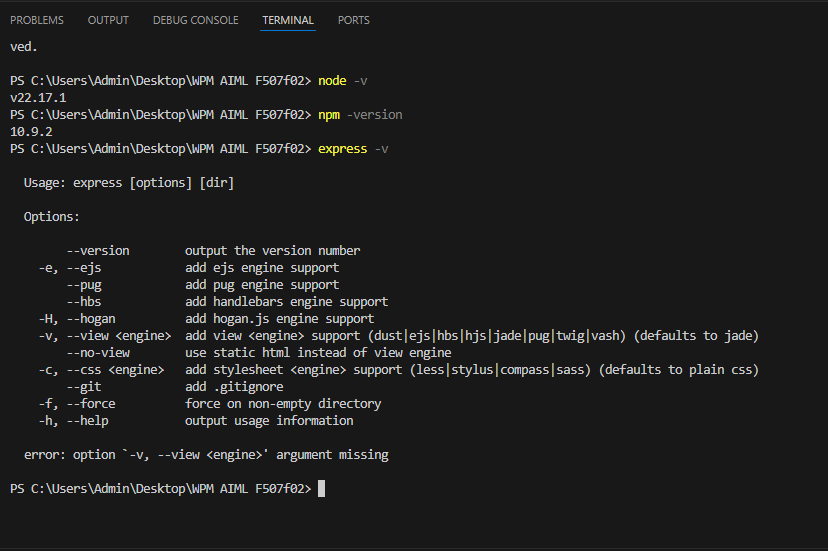 PROBLEMS OUTPUT DEBUG CONSOLE TERMINAL PORTS
ved.
PS C:\Users\Admin\Desktop\WPM AIML F507f02> node -v
v22.17.1
PS C:\Users\Admin\Desktop\WPM AIML F507f02> npm -version
10.9.2
PS C:\Users\Admin\Desktop\WPM AIML F507f02> express -v
Usage: express [options] [dir]
Options:
--version output the version number
-e, --ejs add ejs engine support
--pug add pug engine support
--hbs add handlebars engine support
-H, --hogan add hogan.js engine support
-v, --view <engine> add view <engine> support (dust|ejs|hbs|hjs|jade|pug|twig|vash) (defaults to jade)
--no-view use static html instead of view engine
-c, --css <engine> add stylesheet <engine> support (less|stylus|compass|sass) (defaults to plain css)
--git add .gitignore
-f, --force force on non-empty directory
-h, --help output usage information
error: option `-v, --view <engine>' argument missing
PS C:\Users\Admin\Desktop\WPM AIML F507f02>